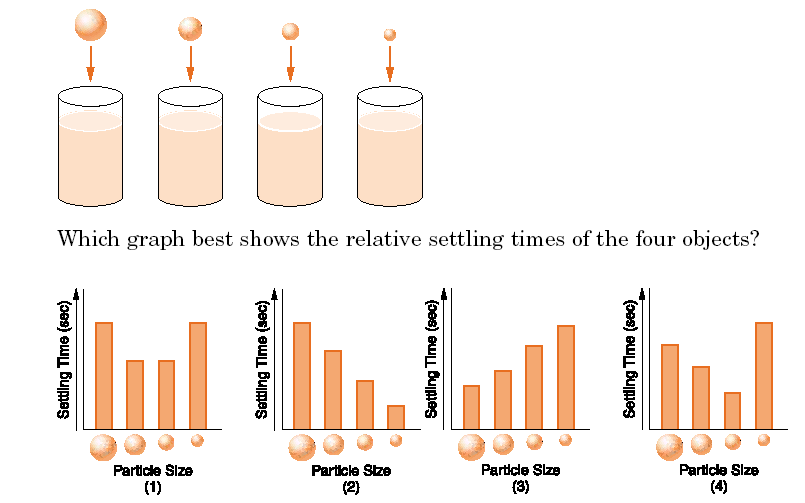 Which graph best shows the relative settling times of the four objects?
Settling Time (sec)
Particle Size
(1)
Settling Time (sec)
Particle Size
(2)
Settling Time (sec)
Particle Size
(3)
Settling Time (sec)
Particle Size
(4)